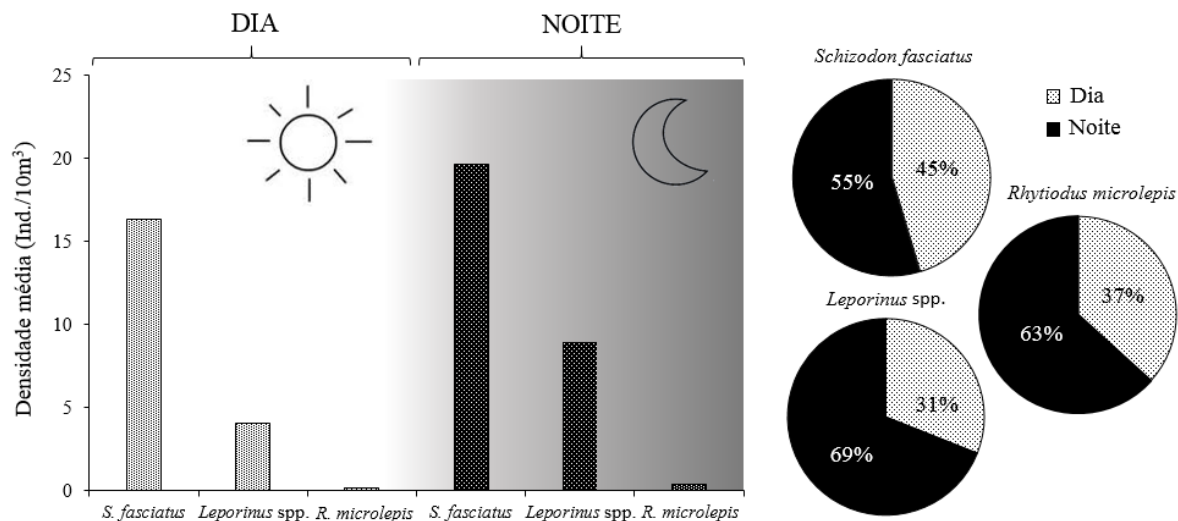 DIA
NOITE
Densidade média (Ind./10m³)
25
20
15
10
5
0
S. fasciatus
Leporinus spp.
R. microlepis
S. fasciatus
Leporinus spp.
R. microlepis
Schizodon fasciatus
Dia
Noite
55%
45%
Rhytiodus microlepis
63%
37%
Leporinus spp.
69%
31%